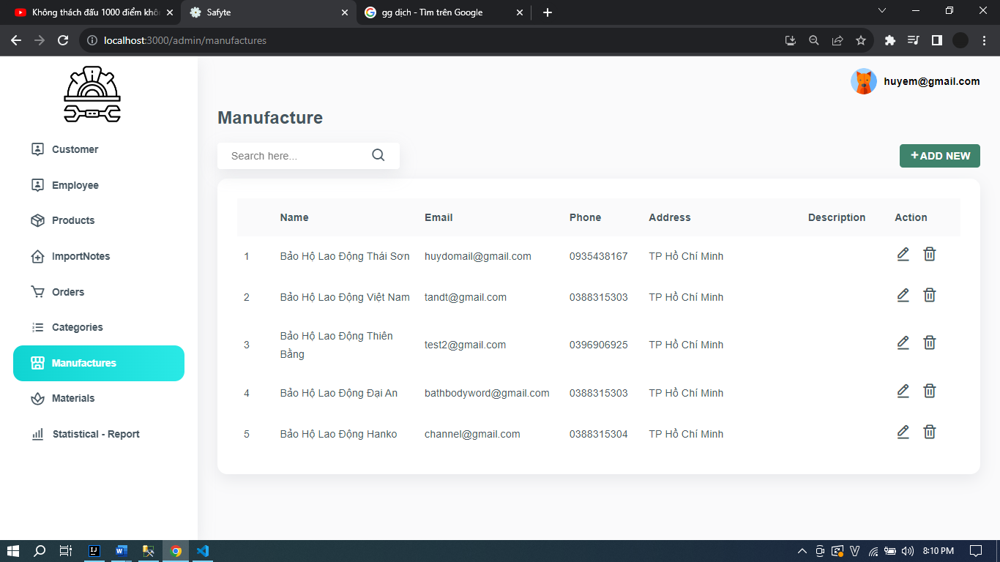 Không thách đấu 1000 điểm khô
Safyte
gg dịch - Tìm trên Google
localhost:3000/admin/manufactures
huyem@gmail.com
Manufacture
Search here...
+ADD NEW
Customer
Employee
Products
ImportNotes
Orders
Categories
Manufactures
Materials
Statistical - Report
Name Email Phone Address Description Action
1 Bảo Hộ Lao Động Thái Sơn huydomail@gmail.com 0935438167 TP Hồ Chí Minh
2 Bảo Hộ Lao Động Việt Nam tandt@gmail.com 0388315303 TP Hồ Chí Minh
3 Bảo Hộ Lao Động Thiên
Bằng test2@gmail.com 0396906925 TP Hồ Chí Minh
4 Bảo Hộ Lao Động Đại An bathbodyword@gmail.com 0388315303 TP Hồ Chí Minh
5 Bảo Hộ Lao Động Hanko channel@gmail.com 0388315304 TP Hồ Chí Minh
8:10 PM